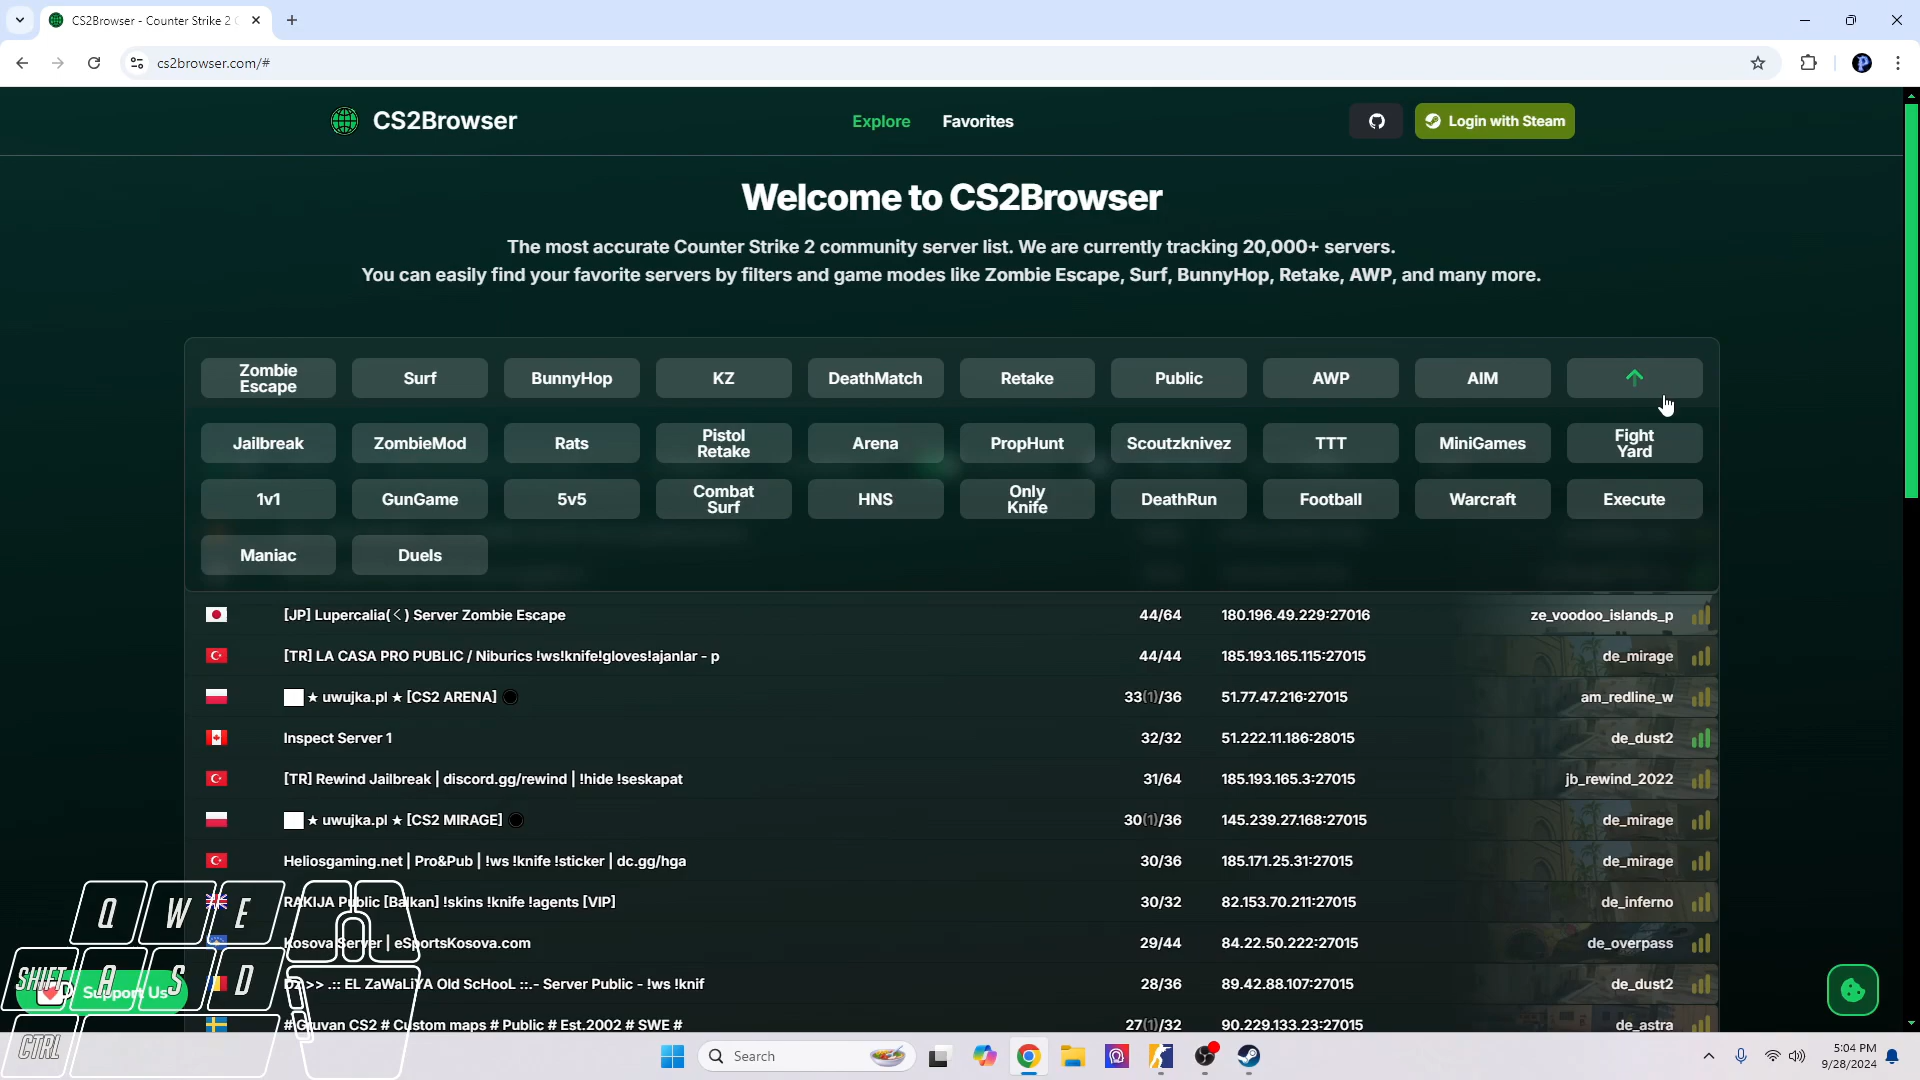 CS2Browser - Counter Strike 2 C
cs2browser.com/#
CS2Browser
Explore
Favorites
Login with Steam
Welcome to CS2Browser
The most accurate Counter Strike 2 community server list. We are currently tracking 20,000+ servers.
You can easily find your favorite servers by filters and game modes like Zombie Escape, Surf, BunnyHop, Retake, AWP, and many more.
Zombie
Escape
Surf
BunnyHop
KZ
DeathMatch
Retake
Public
AWP
AIM
Jailbreak
ZombieMod
Rats
Pistol
Retake
Arena
PropHunt
Scoutzknivez
TTT
MiniGames
Fight
Yard
1v1
GunGame
5v5
Combat
Surf
HNS
Only
Knife
DeathRun
Football
Warcraft
Execute
Maniac
Duels
[JP] Lupercalia(く) Server Zombie Escape 44/64 180.196.49.229:27016 ze_voodoo_islands_p
[TR] LA CASA PRO PUBLIC / Niburics !ws!knife!gloves!ajanlar - p 44/44 185.193.165.115:27015 de_mirage
★ uwujka.pl ★ [CS2 ARENA] 33(1)/36 51.77.47.216:27015 am_redline_w
Inspect Server 1 32/32 51.222.11.186:28015 de_dust2
[TR] Rewind Jailbreak | discord.gg/rewind | !hide !seskapat 31/64 185.193.165.3:27015 jb_rewind_2022
★ uwujka.pl ★ [CS2 MIRAGE] 30(1)/36 145.239.27.168:27015 de_mirage
Heliosgaming.net | Pro&Pub | !ws !knife !sticker | dc.gg/hga 30/36 185.171.25.31:27015 de_mirage
RAKIJA Public [Balkan] !skins !knife !agents [VIP] 30/32 82.153.70.211:27015 de_inferno
Kosova Server | eSportsKosova.com 29/44 84.22.50.222:27015 de_overpass
>> .:: EL ZaWaLiYA Old ScHooL ::.- Server Public - !ws !knif 28/36 89.42.88.107:27015 de_dust2
# Gruvan CS2 # Custom maps # Public # Est.2002 # SWE # 27(1)/32 90.229.133.23:27015 de_astra
Q W E
SHIFT A S D
CTRL
Support Us
Search
5:04 PM
9/28/2024